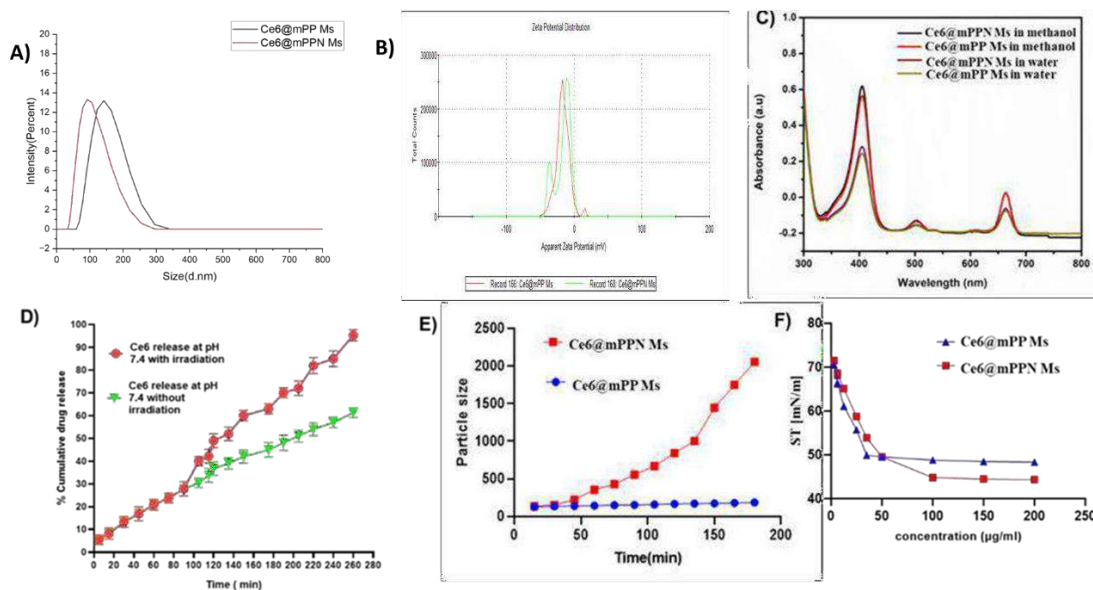 A)
Ce6@mPP Ms
Ce6@mPPN Ms
20
18
16
14
12
10
8
6
4
2
0
−2
Intensity(Percent)
0 100 200 300 400 500 600 700 800
Size(d.nm)
B)
Zeta Potential Distribution
300000
200000
100000
0
Total Counts
-100 0 100 200
Apparent Zeta Potential (mV)
Record 168: Ce6@mPPN Ms
C)
Ce6@mPPN Ms in methanol
Ce6@mPP Ms in methanol
Ce6@mPPN Ms in water
Ce6@mPP Ms in water
1.0
0.8
0.6
0.4
0.2
0.0
-0.2
Absorbance (a.u)
300 400 500 600 700 800
Wavelength (nm)
D)
Ce6 release at pH
7.4 with irradiation
Ce6 release at pH
7.4 without
irradiation
100
90
80
70
60
50
40
30
20
10
0
% Cumulative drug release
0 20 40 60 80 100 120 140 160 180 200 220 240 260 280
Time ( min)
E)
Ce6@mPPN Ms
Ce6@mPP Ms
2500
2000
1500
1000
500
0
Particle size
0 50 100 150 200
Time(min)
F)
Ce6@mPP Ms
Ce6@mPPN Ms
80
70
60
50
40
ST [mN/m]
0 50 100 150 200 250
concentration (µg/ml)